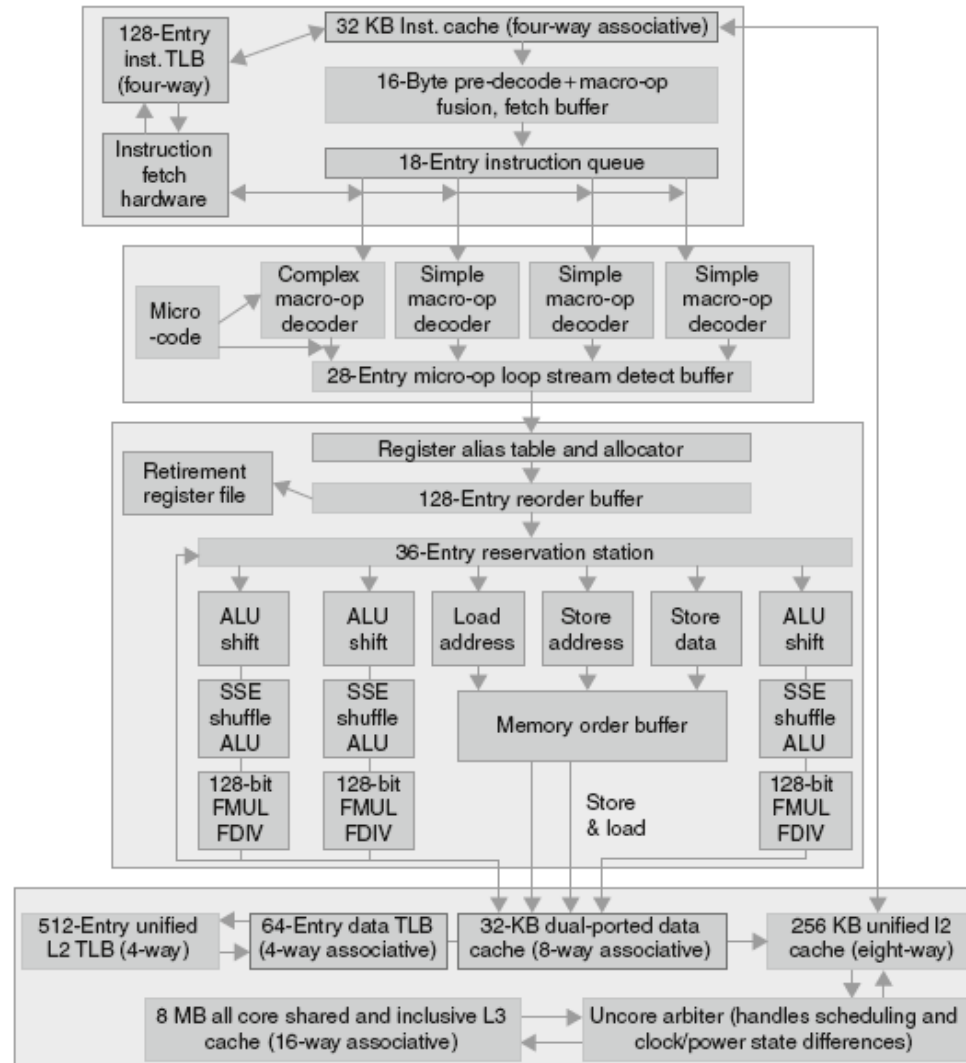 128-Entry
inst. TLB
(four-way)
32 KB Inst. cache (four-way associative)
16-Byte pre-decode+macro-op
fusion, fetch buffer
Instruction
fetch
hardware
18-Entry instruction queue
Micro
-code
Complex
macro-op
decoder
Simple
macro-op
decoder
Simple
macro-op
decoder
Simple
macro-op
decoder
28-Entry micro-op loop stream detect buffer
Register alias table and allocator
Retirement
register file
128-Entry reorder buffer
36-Entry reservation station
ALU
shift
ALU
shift
Load
address
Store
address
Store
data
ALU
shift
SSE
shuffle
ALU
SSE
shuffle
ALU
Memory order buffer
SSE
shuffle
ALU
128-bit
FMUL
FDIV
128-bit
FMUL
FDIV
Store
& load
128-bit
FMUL
FDIV
512-Entry unified
L2 TLB (4-way)
64-Entry data TLB
(4-way associative)
32-KB dual-ported data
cache (8-way associative)
256 KB unified l2
cache (eight-way)
8 MB all core shared and inclusive L3
cache (16-way associative)
Uncore arbiter (handles scheduling and
clock/power state differences)